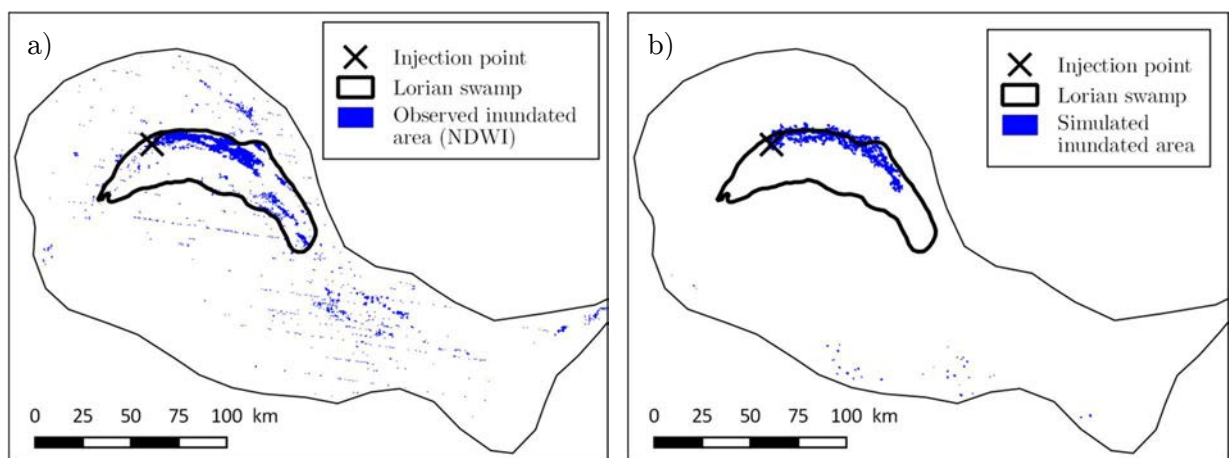 a)
Injection point
Lorian swamp
Observed inundated
area (NDWI)
0 25 50 75 100 km
b)
Injection point
Lorian swamp
Simulated
inundated area
0 25 50 75 100 km